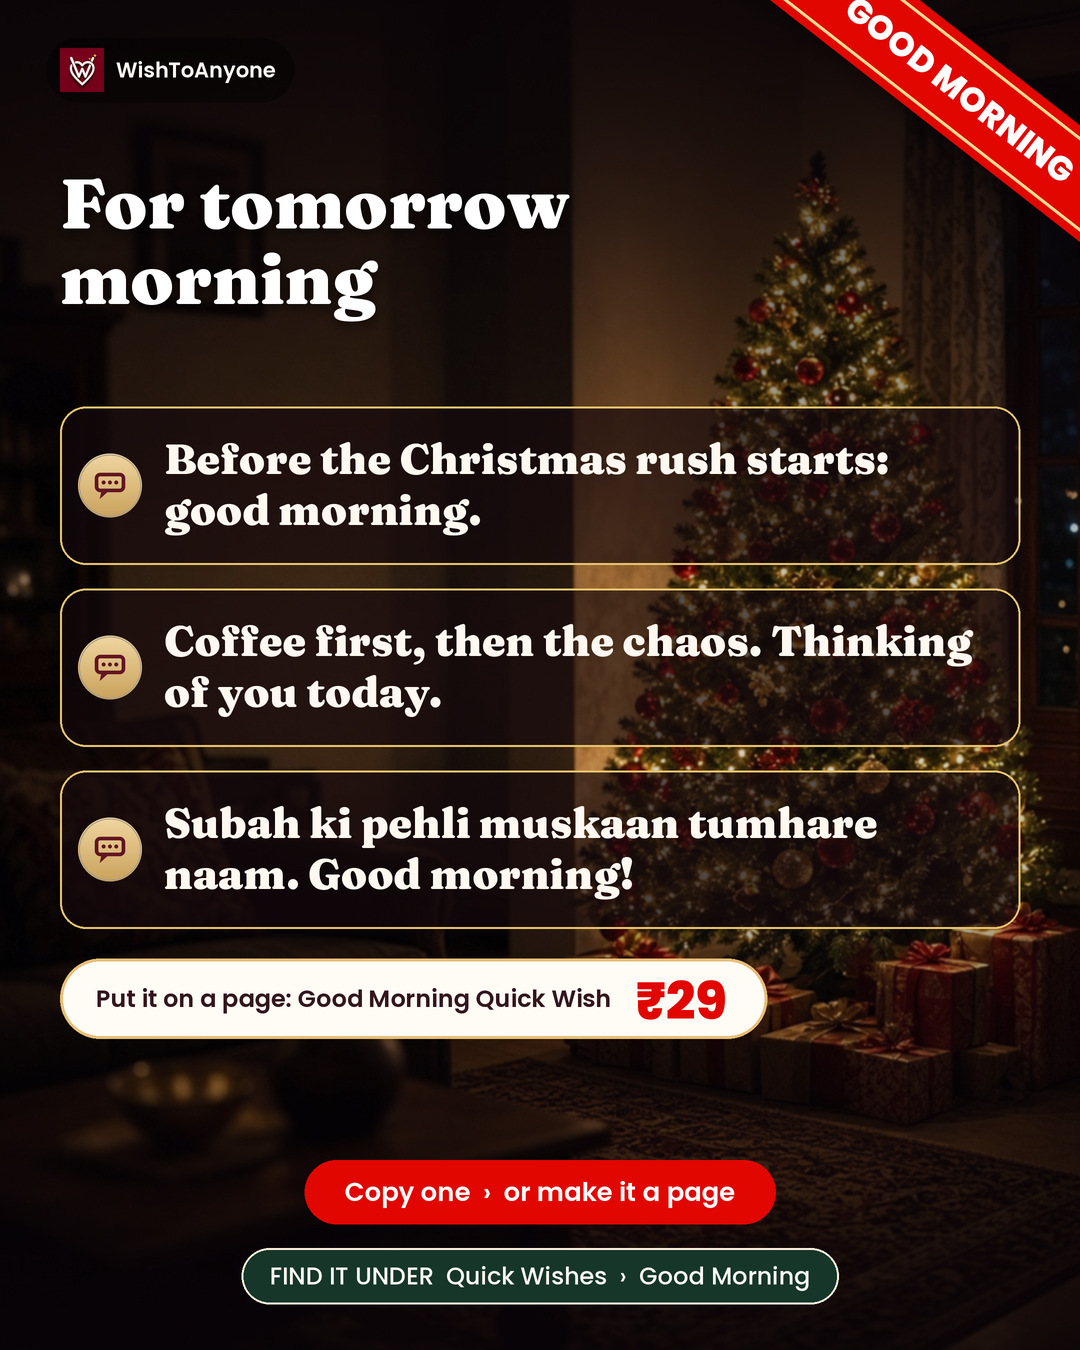 WishToAnyone
GOOD MORNING
For tomorrow
morning
Before the Christmas rush starts:
good morning.
Coffee first, then the chaos. Thinking
of you today.
Subah ki pehli muskaan tumhare
naam. Good morning!
Put it on a page: Good Morning Quick Wish ₹29
Copy one › or make it a page
FIND IT UNDER Quick Wishes › Good Morning